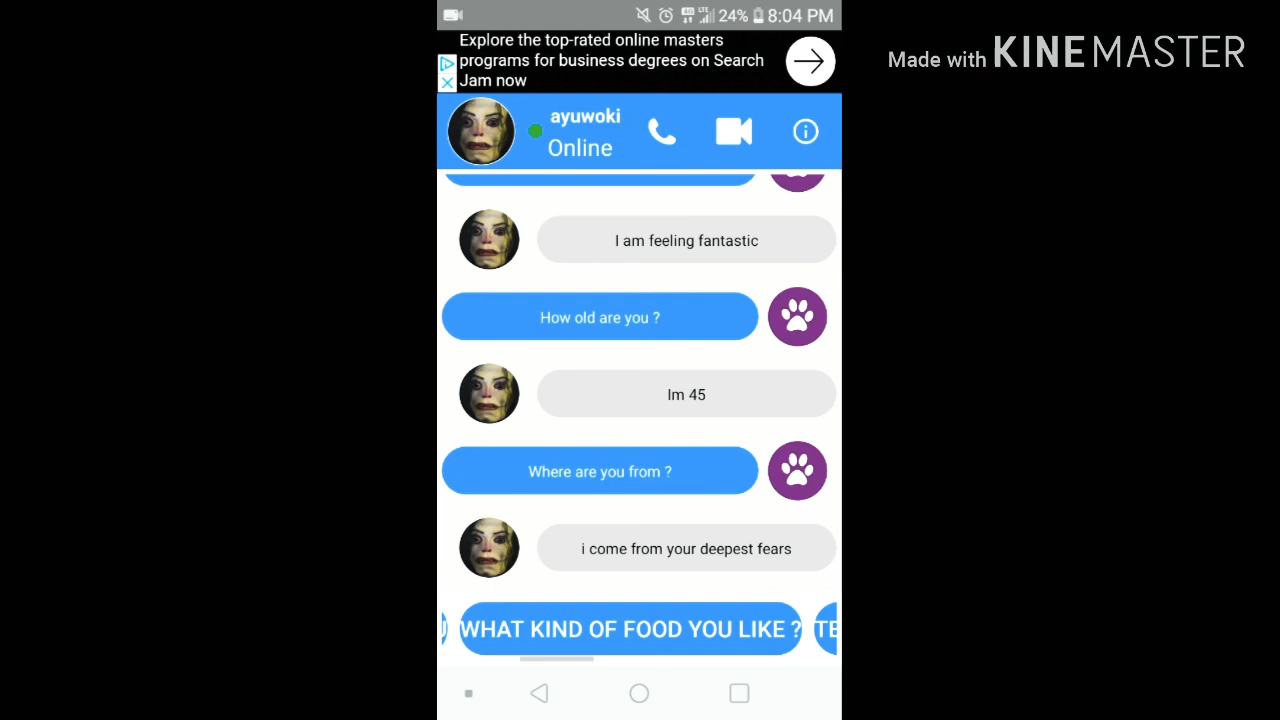 24% 8:04 PM
Explore the top-rated online masters
programs for business degrees on Search
Jam now
Made with KINEMASTER
ayuwoki
Online
I am feeling fantastic
How old are you ?
Im 45
Where are you from ?
i come from your deepest fears
WHAT KIND OF FOOD YOU LIKE ?